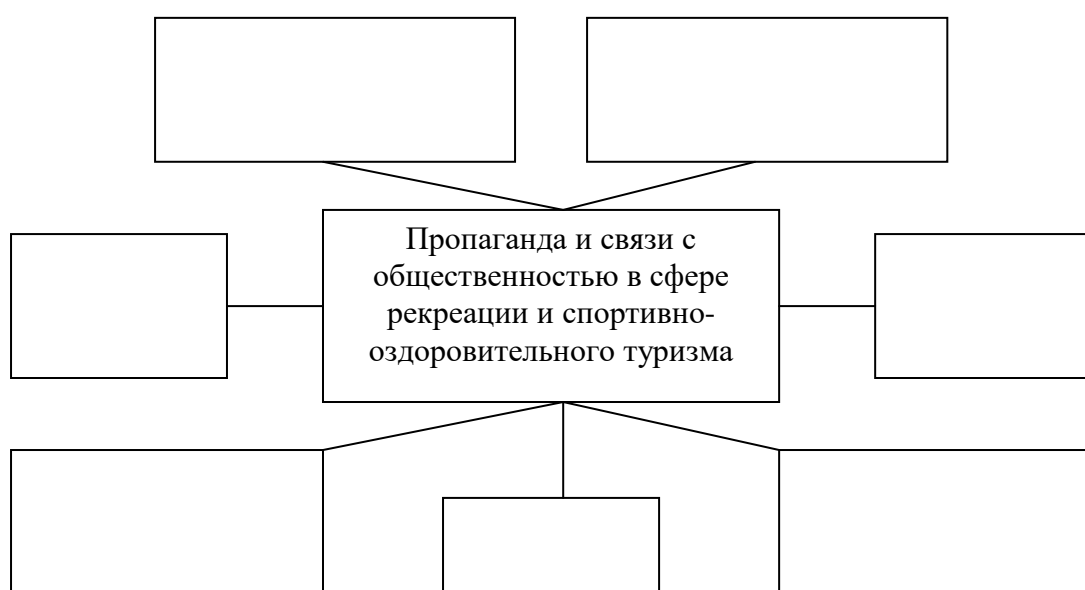 Пропаганда и связи с
общественностью в сфере
рекреации и спортивно-
оздоровительного туризма